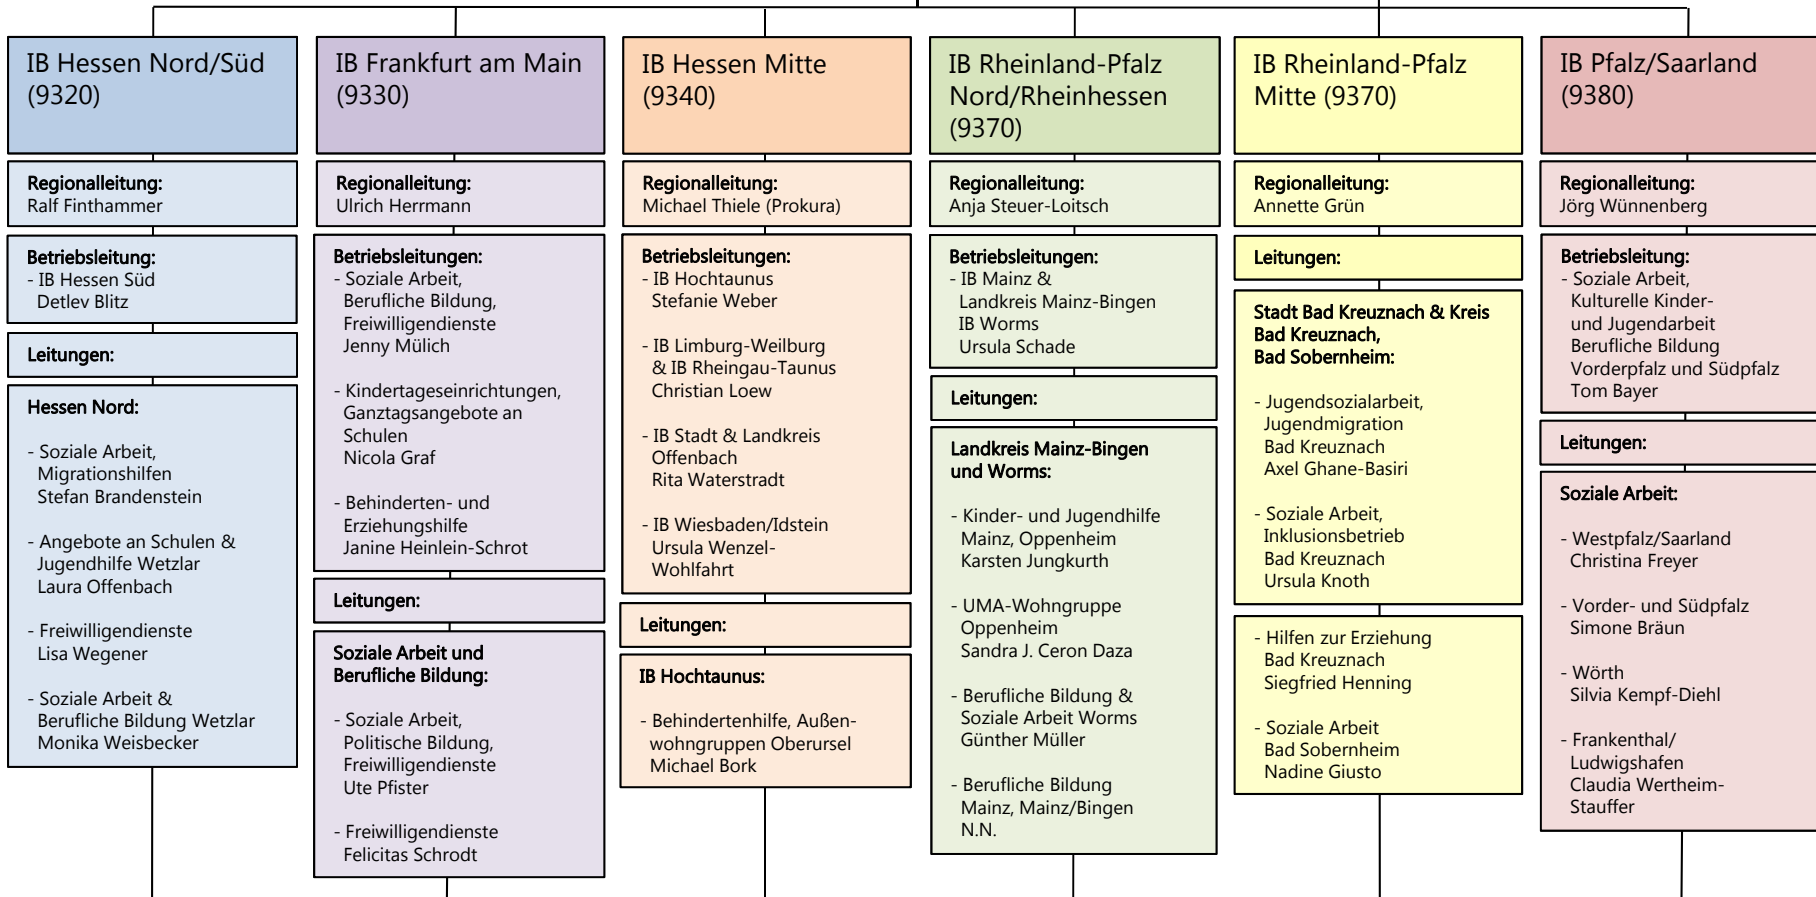 IB Hessen Nord/Süd
(9320)
Regionalleitung:
Ralf Finthammer
Betriebsleitung:
- IB Hessen Süd
Detlev Blitz
Leitungen:
Hessen Nord:
- Soziale Arbeit,
Migrationshilfen
Stefan Brandenstein
- Angebote an Schulen &
Jugendhilfe Wetzlar
Laura Offenbach
- Freiwilligendienste
Lisa Wegener
- Soziale Arbeit &
Berufliche Bildung Wetzlar
Monika Weisbecker
IB Frankfurt am Main
(9330)
Regionalleitung:
Ulrich Herrmann
Betriebsleitungen:
- Soziale Arbeit,
Berufliche Bildung,
Freiwilligendienste
Jenny Mülich
- Kindertageseinrichtungen,
Ganztagsangebote an
Schulen
Nicola Graf
- Behinderten- und
Erziehungshilfe
Janine Heinlein-Schrot
Leitungen:
Soziale Arbeit und
Berufliche Bildung:
- Soziale Arbeit,
Politische Bildung,
Freiwilligendienste
Ute Pfister
- Freiwilligendienste
Felicitas Schrodt
IB Hessen Mitte
(9340)
Regionalleitung:
Michael Thiele (Prokura)
Betriebsleitungen:
- IB Hochtaunus
Stefanie Weber
- IB Limburg-Weilburg
& IB Rheingau-Taunus
Christian Loew
- IB Stadt & Landkreis
Offenbach
Rita Waterstradt
- IB Wiesbaden/Idstein
Ursula Wenzel-
Wohlfahrt
Leitungen:
IB Hochtaunus:
- Behindertenhilfe, Außen-
wohngruppen Oberursel
Michael Bork
IB Rheinland-Pfalz
Nord/Rheinhessen
(9370)
Regionalleitung:
Anja Steuer-Loitsch
Betriebsleitungen:
- IB Mainz &
Landkreis Mainz-Bingen
IB Worms
Ursula Schade
Leitungen:
Landkreis Mainz-Bingen
und Worms:
- Kinder- und Jugendhilfe
Mainz, Oppenheim
Karsten Jungkurth
- UMA-Wohngruppe
Oppenheim
Sandra J. Ceron Daza
- Berufliche Bildung &
Soziale Arbeit Worms
Günther Müller
- Berufliche Bildung
Mainz, Mainz/Bingen
N.N.
IB Rheinland-Pfalz
Mitte (9370)
Regionalleitung:
Annette Grün
Leitungen:
Stadt Bad Kreuznach & Kreis
Bad Kreuznach,
Bad Sobernheim:
- Jugendsozialarbeit,
Jugendmigration
Bad Kreuznach
Axel Ghane-Basiri
- Soziale Arbeit,
Inklusionsbetrieb
Bad Kreuznach
Ursula Knoth
- Hilfen zur Erziehung
Bad Kreuznach
Siegfried Henning
- Soziale Arbeit
Bad Sobernheim
Nadine Giusto
IB Pfalz/Saarland
(9380)
Regionalleitung:
Jörg Wünnenberg
Betriebsleitung:
- Soziale Arbeit,
Kulturelle Kinder-
und Jugendarbeit
Berufliche Bildung
Vorderpfalz und Südpfalz
Tom Bayer
Leitungen:
Soziale Arbeit:
- Westpfalz/Saarland
Christina Freyer
- Vorder- und Südpfalz
Simone Bräun
- Wörth
Silvia Kempf-Diehl
- Frankenthal/
Ludwigshafen
Claudia Wertheim-
Stauffer